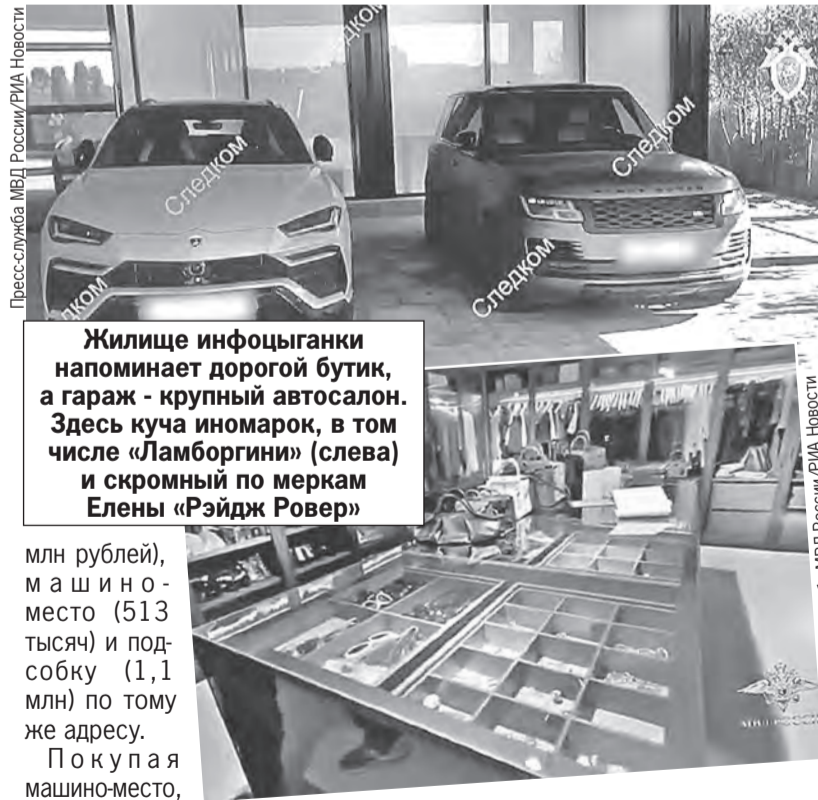 Пресс-служба МВД России/РИА Новости
Следком
Следком
Следком
Жилище инфоцыганки
напоминает дорогой бутик,
а гараж - крупный автосалон.
Здесь куча иномарок, в том
числе «Ламборгини» (слева)
и скромный по меркам
Елены «Рэйдж Ровер»
МВД России/РИА Новости
млн рублей),
машино-
место (513
тысяч) и под-
собку (1,1
млн) по тому
же адресу.
Покупая
машино-место,